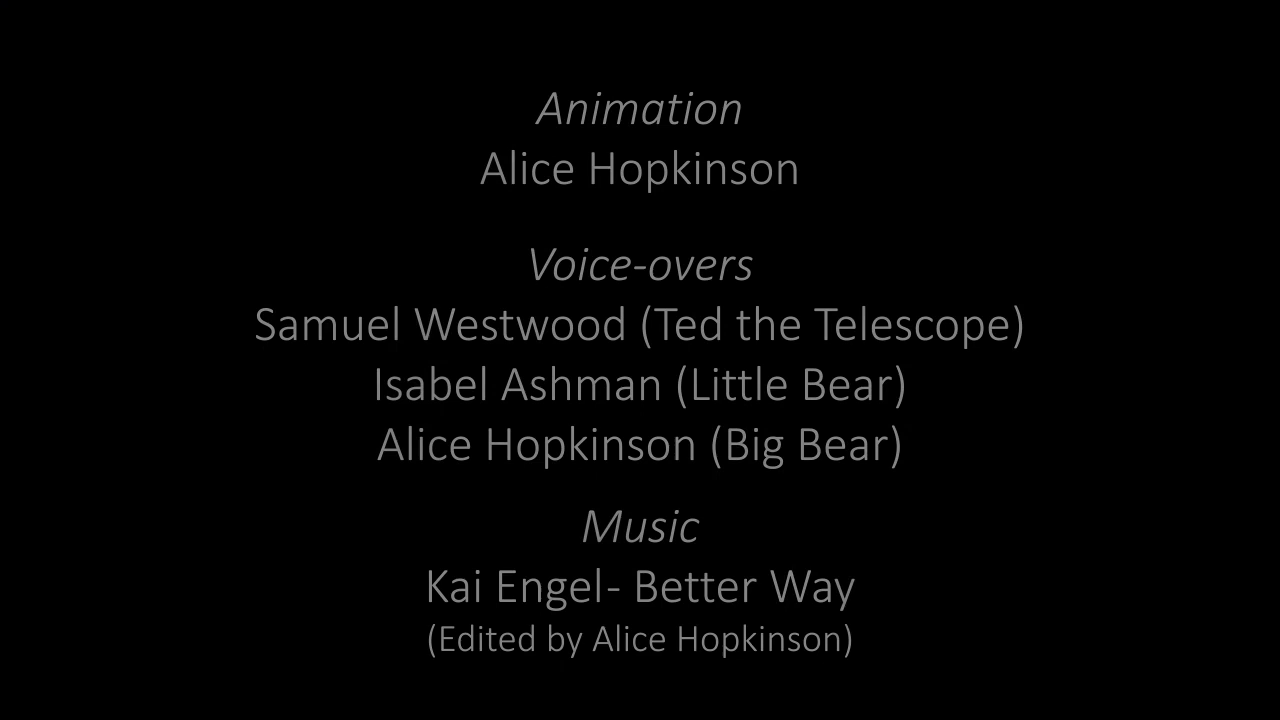 Animation
Alice Hopkinson
Voice-overs
Samuel Westwood (Ted the Telescope)
Isabel Ashman (Little Bear)
Alice Hopkinson (Big Bear)
Music
Kai Engel- Better Way
(Edited by Alice Hopkinson)